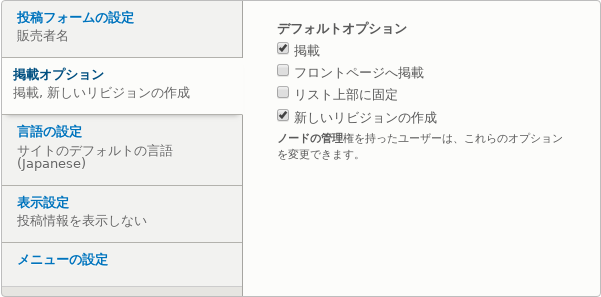 投稿フォームの設定
販売者名
掲載オプション
掲載, 新しいリビジョンの作成
言語の設定
サイトのデフォルトの言語
(Japanese)
表示設定
投稿情報を表示しない
メニューの設定
デフォルトオプション
掲載
フロントページへ掲載
リスト上部に固定
新しいリビジョンの作成
ノードの管理権を持ったユーザーは、これらのオプション
を変更できます。